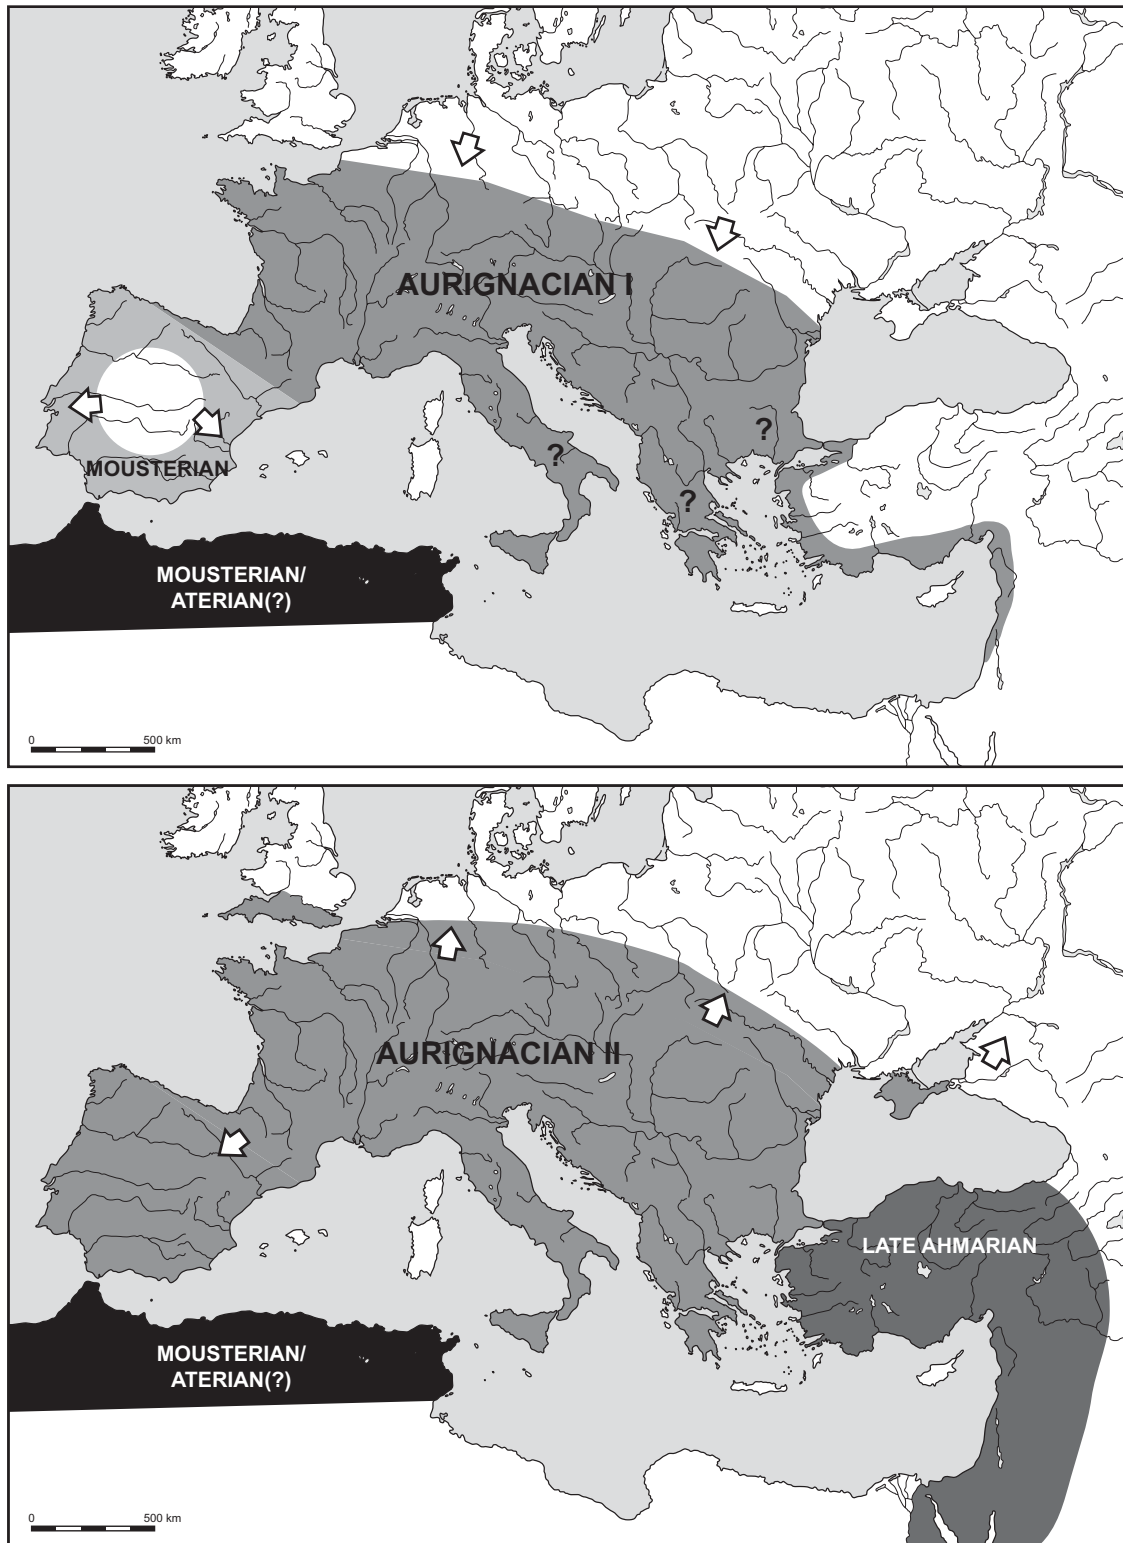 AURIGNACIAN I
?
?
?
MOUSTERIAN
MOUSTERIAN/
ATERIAN(?)
0 500 km
AURIGNACIAN II
LATE AHMARIAN
MOUSTERIAN/
ATERIAN(?)
0 500 km